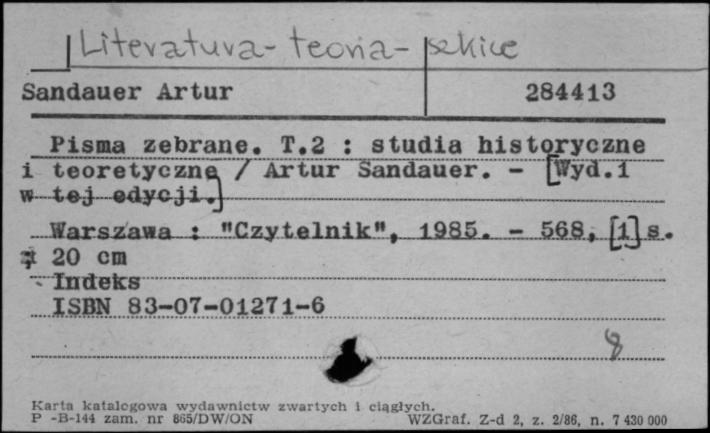 Literatura - teoria - szkice
Sandauer Artur 284413
Pisma zebrane. T.2 : studia historyczne
i teoretyczne / Artur Sandauer. - [Wyd.1
w tej edycji.]
Warszawa : "Czytelnik", 1985. - 568, [1] s.
; 20 cm
Indeks
ISBN 83-07-01271-6
8
Karta katalogowa wydawnictw zwartych i ciągłych.
P -B-144 zam. nr 865/DW/ON WZGraf. Z-d 2, z. 2/86, n. 7 430 000